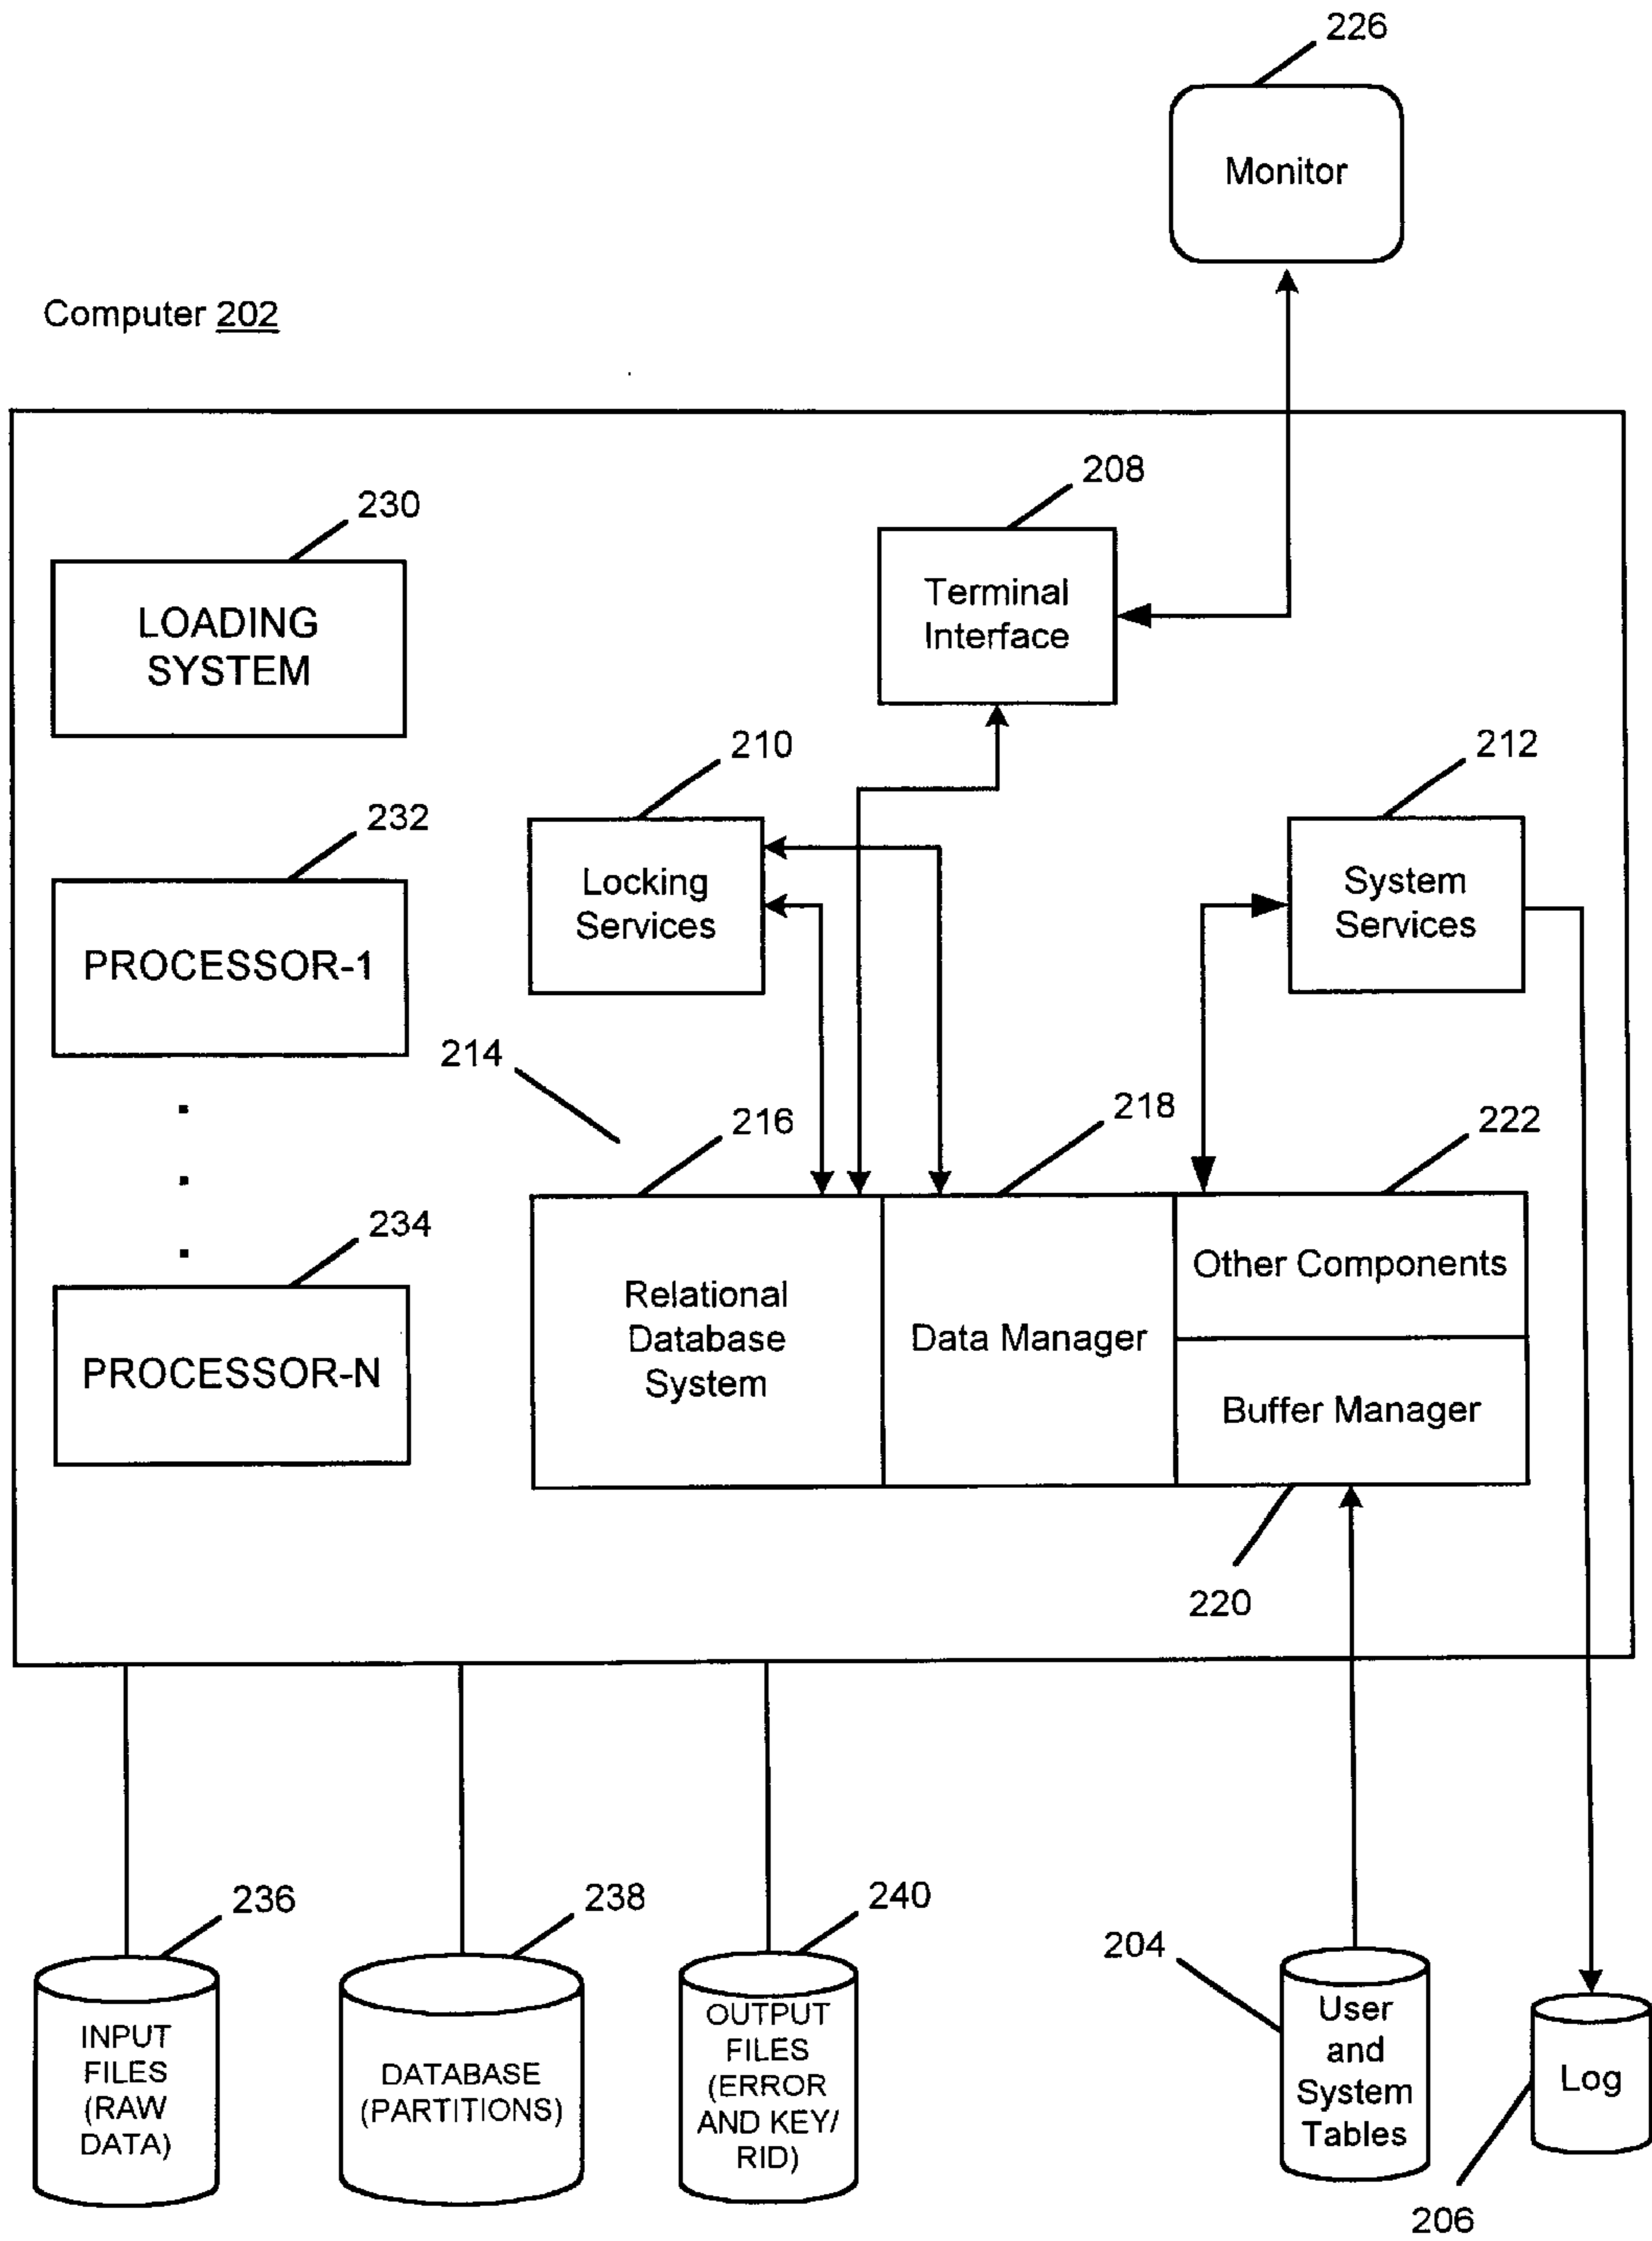 226
Monitor
Computer 202
208
230
Terminal
Interface
LOADING
SYSTEM
210
212
232
Locking
Services
System
Services
PROCESSOR-1
214
216
218
222
234
Other Components
Relational
Database
System
Data Manager
PROCESSOR-N
Buffer Manager
220
236
238
240
204
INPUT
FILES
(RAW
DATA)
DATABASE
(PARTITIONS)
OUTPUT
FILES
(ERROR
AND KEY/
RID)
User
and
System
Tables
Log
206